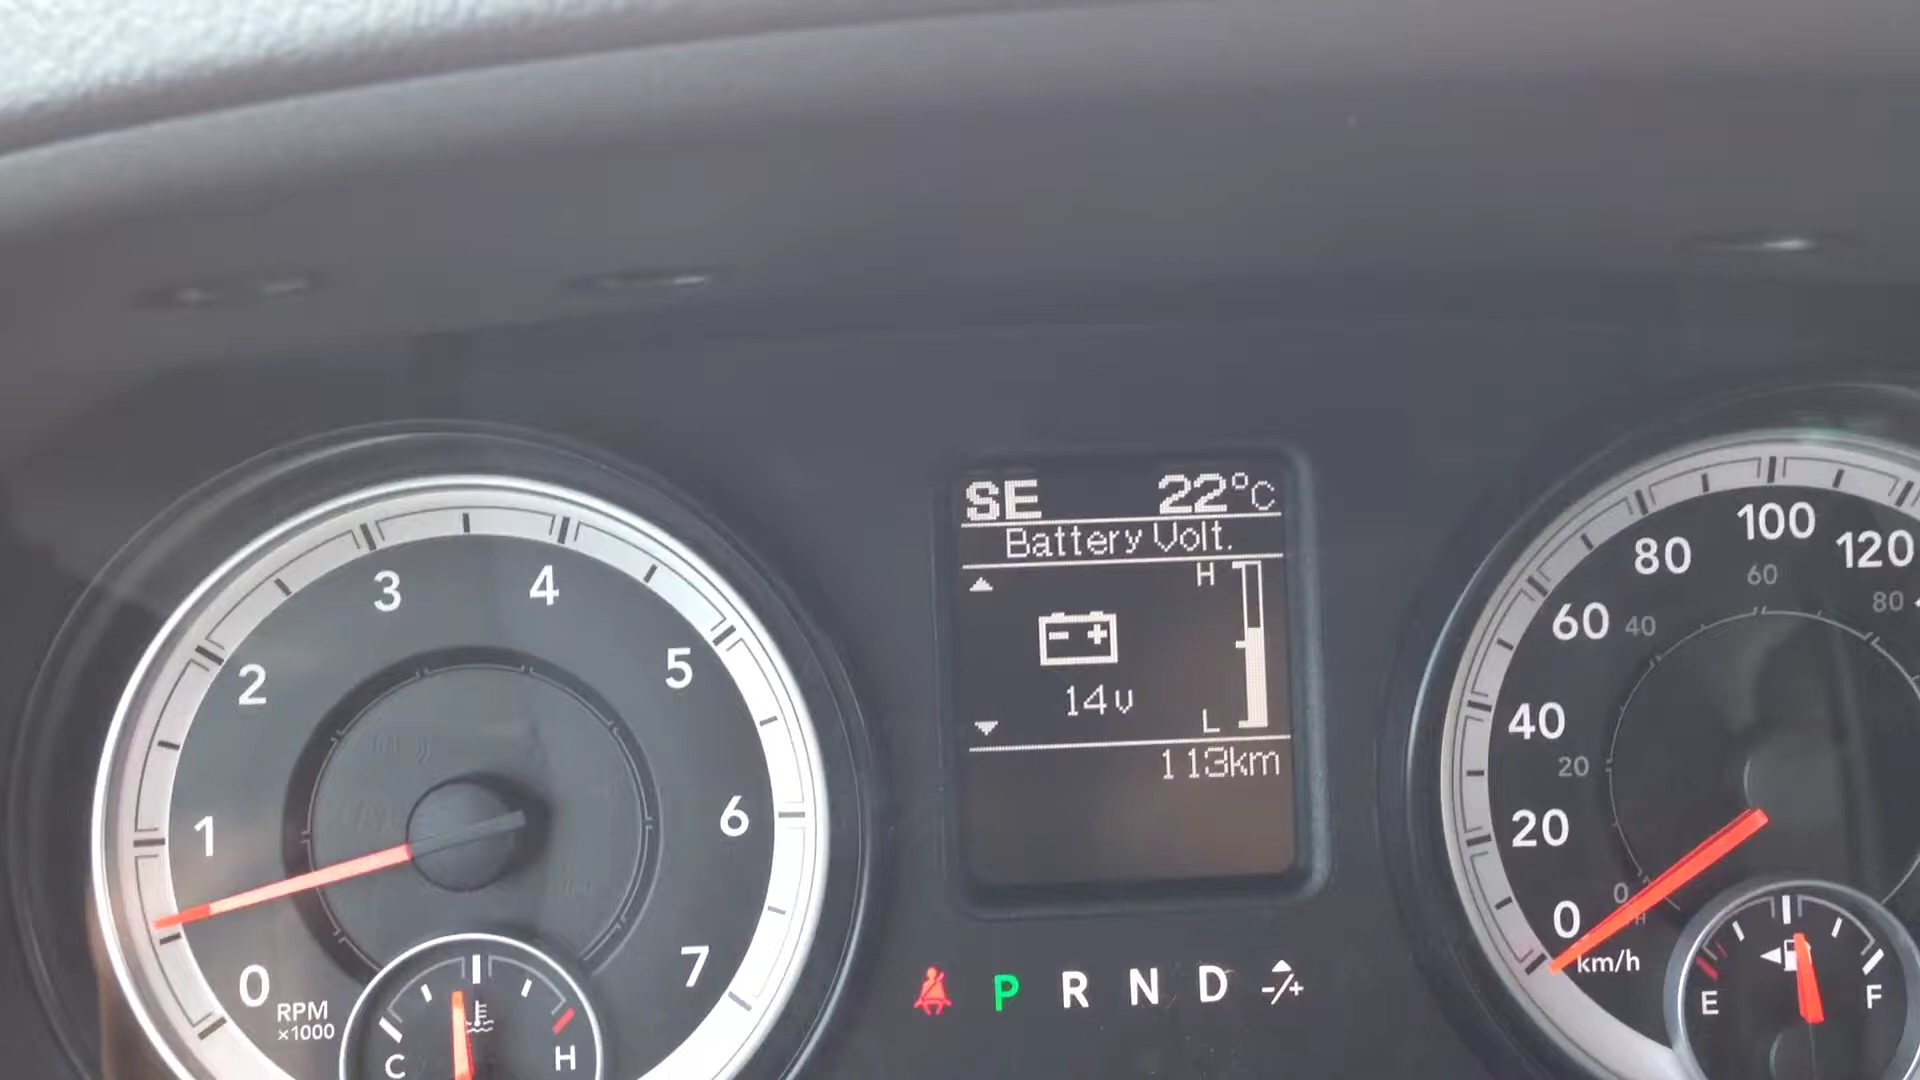 SE 22°C
Battery Volt.
H
14v
L
113km
0 1 2 3 4 5 6 7
RPM
×1000
C H
P R N D -/+
0 20 40 60 80 100 120
0 20 40 60 80
km/h
E F